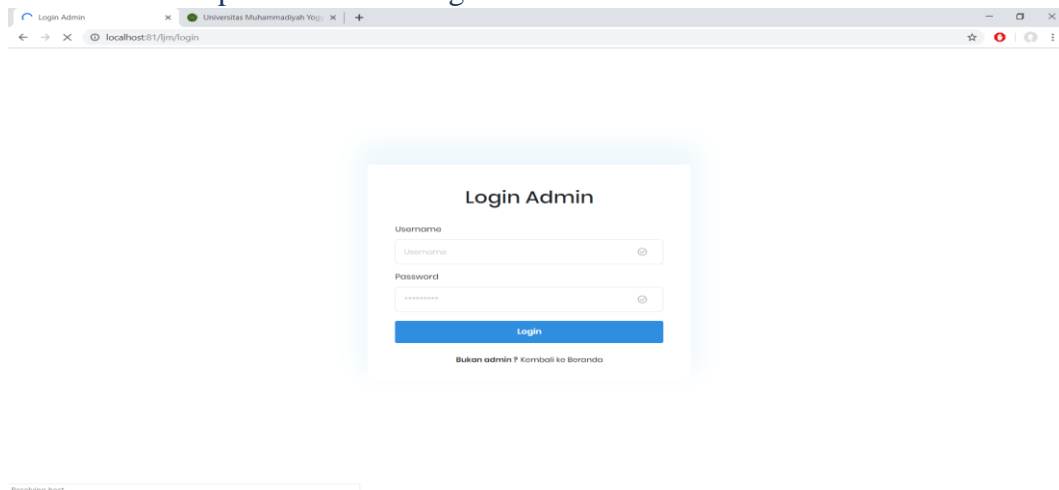 Login Admin
Universitas Muhammadiyah Yog
localhost:81/ljm/login
Login Admin
Username
Username
Password
*********
Login
Bukan admin ? Kembali ke Beranda